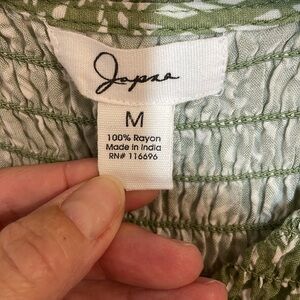 Japna
M
100% Rayon
Made in India
RN# 116696